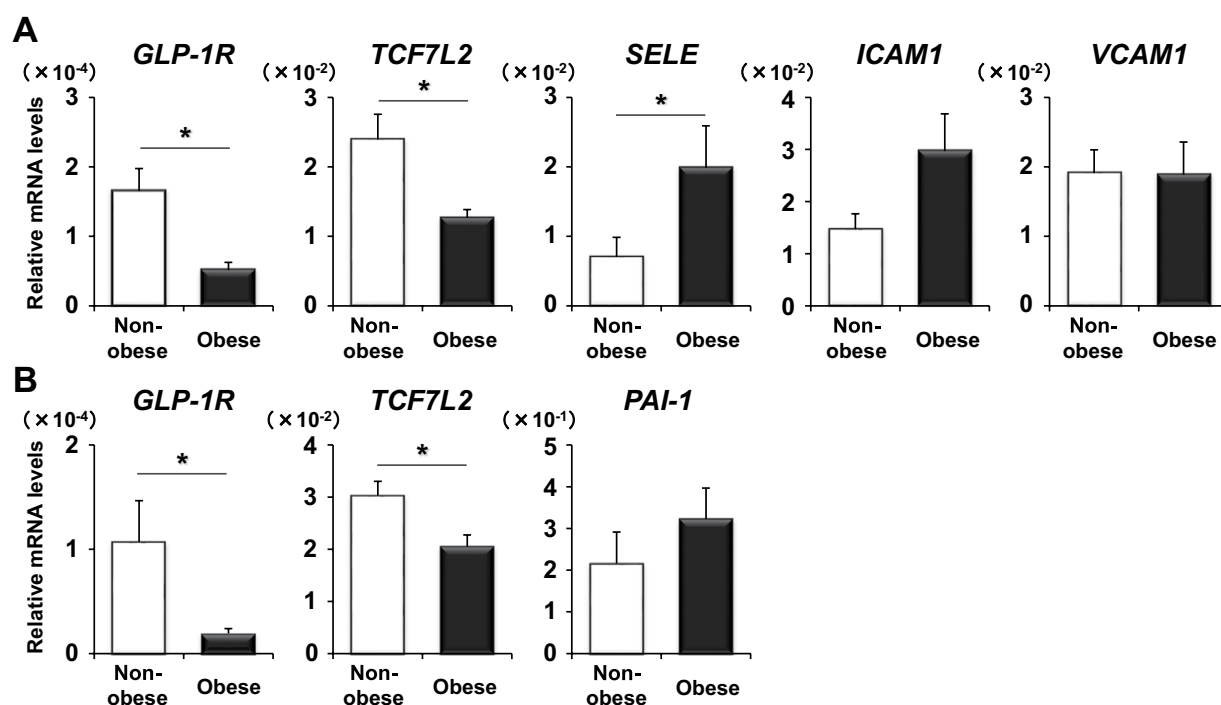 A
GLP-1R TCF7L2 SELE ICAM1 VCAM1
(×10-4) (×10-2) (×10-2) (×10-2) (×10-2)
Relative mRNA levels
3 2 1 0
*
Non-obese Obese
3 2 1 0
*
Non-obese Obese
3 2 1 0
*
Non-obese Obese
4 3 2 1 0
Non-obese Obese
3 2 1 0
Non-obese Obese
B
GLP-1R TCF7L2 PAI-1
(×10-4) (×10-2) (×10-1)
Relative mRNA levels
2 1 0
*
Non-obese Obese
4 3 2 1 0
*
Non-obese Obese
5 4 3 2 1 0
Non-obese Obese